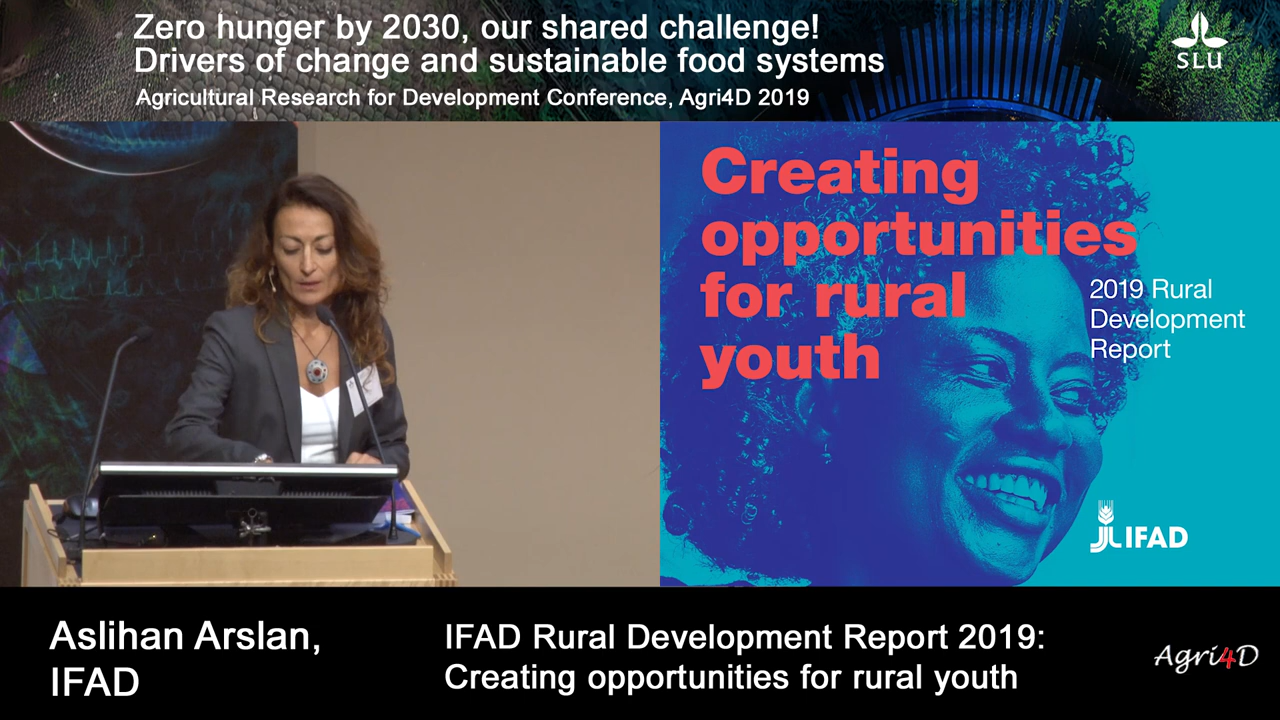 Zero hunger by 2030, our shared challenge!
Drivers of change and sustainable food systems
Agricultural Research for Development Conference, Agri4D 2019
SLU
Creating
opportunities
for rural
youth
2019 Rural
Development
Report
IFAD
Aslihan Arslan,
IFAD
IFAD Rural Development Report 2019:
Creating opportunities for rural youth
Agri4D